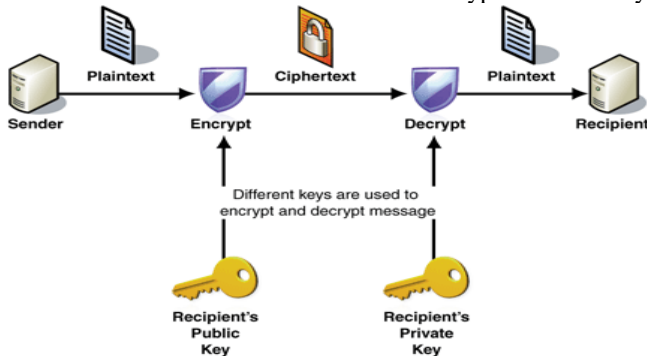 Plaintext
Ciphertext
Plaintext
Sender
Encrypt
Decrypt
Recipient
Different keys are used to
encrypt and decrypt message
Recipient's
Public
Key
Recipient's
Private
Key